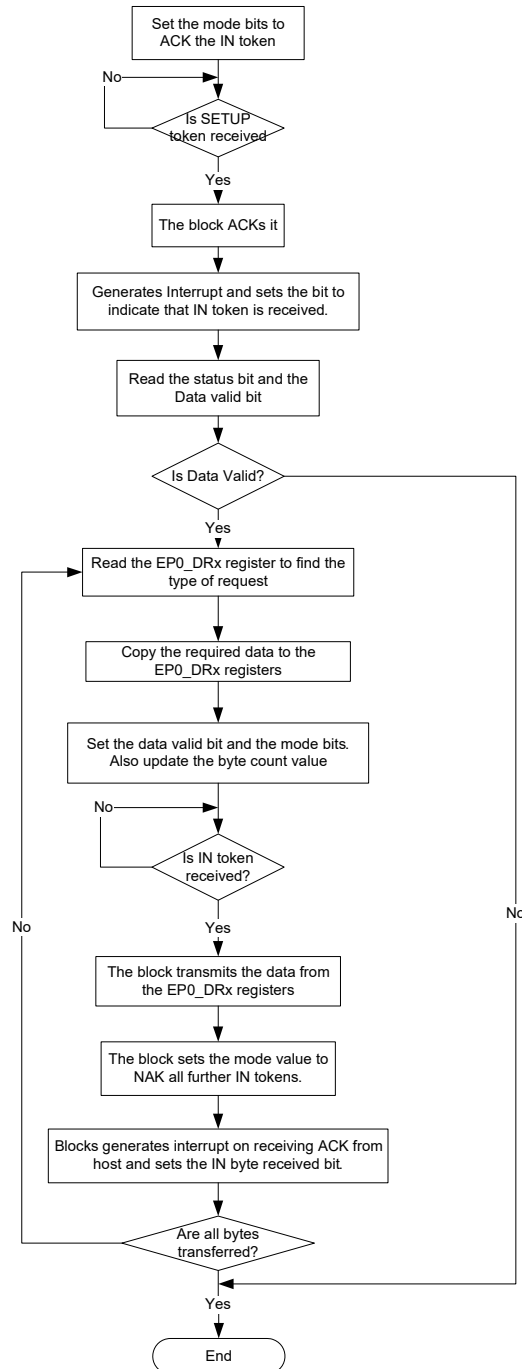 Set the mode bits to
ACK the IN token
No
Is SETUP
token received
Yes
The block ACKs it
Generates Interrupt and sets the bit to
indicate that IN token is received.
Read the status bit and the
Data valid bit
Is Data Valid?
Yes
Read the EP0_DRx register to find the
type of request
Copy the required data to the
EP0_DRx registers
Set the data valid bit and the mode bits.
Also update the byte count value
No
Is IN token
received?
No
No
Yes
The block transmits the data from
the EP0_DRx registers
The block sets the mode value to
NAK all further IN tokens.
Blocks generates interrupt on receiving ACK from
host and sets the IN byte received bit.
Are all bytes
transferred?
Yes
End